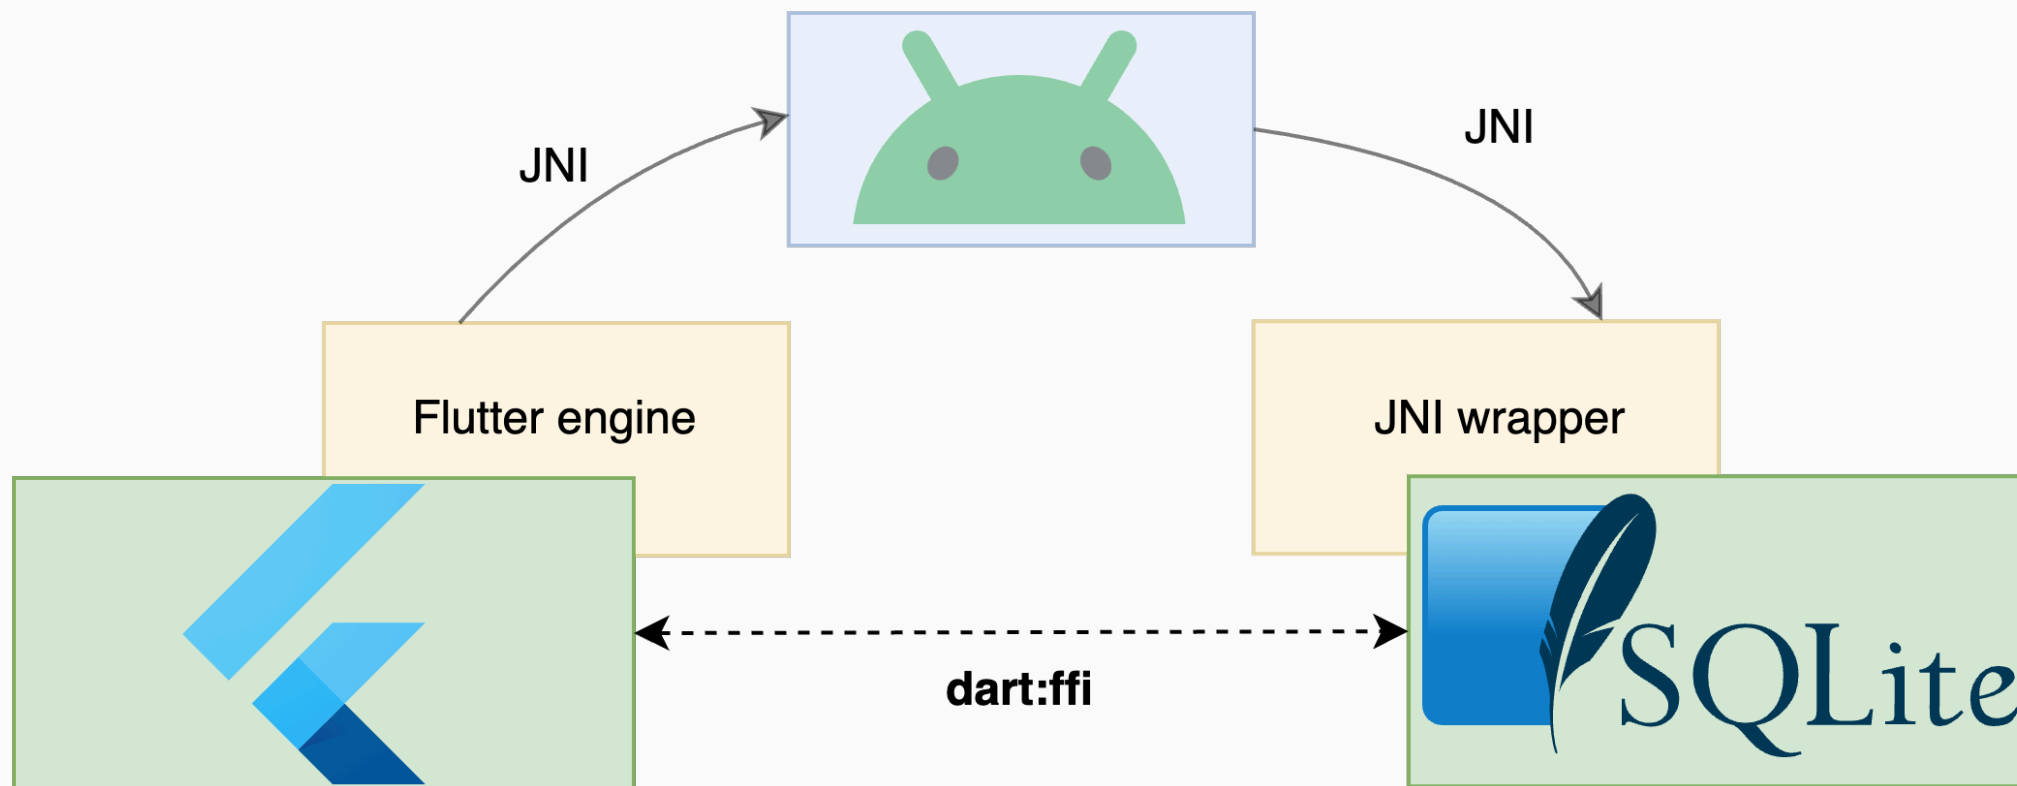 JNI
JNI
Flutter engine
JNI wrapper
dart:ffi
SQLite